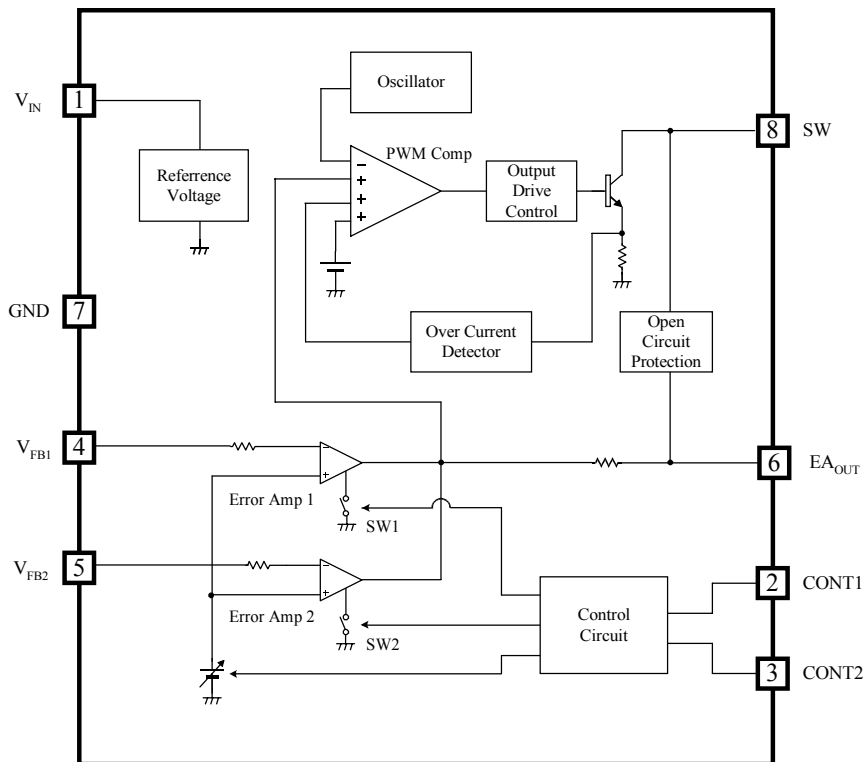 Oscillator
V_IN
1
PWM Comp
8
SW
Referrence
Voltage
−
+
+
+
Output
Drive
Control
GND
7
Over Current
Detector
Open
Circuit
Protection
V_FB1
4
−
+
6
EA_OUT
Error Amp 1
SW1
V_FB2
5
−
+
2
CONT1
Error Amp 2
SW2
Control
Circuit
3
CONT2